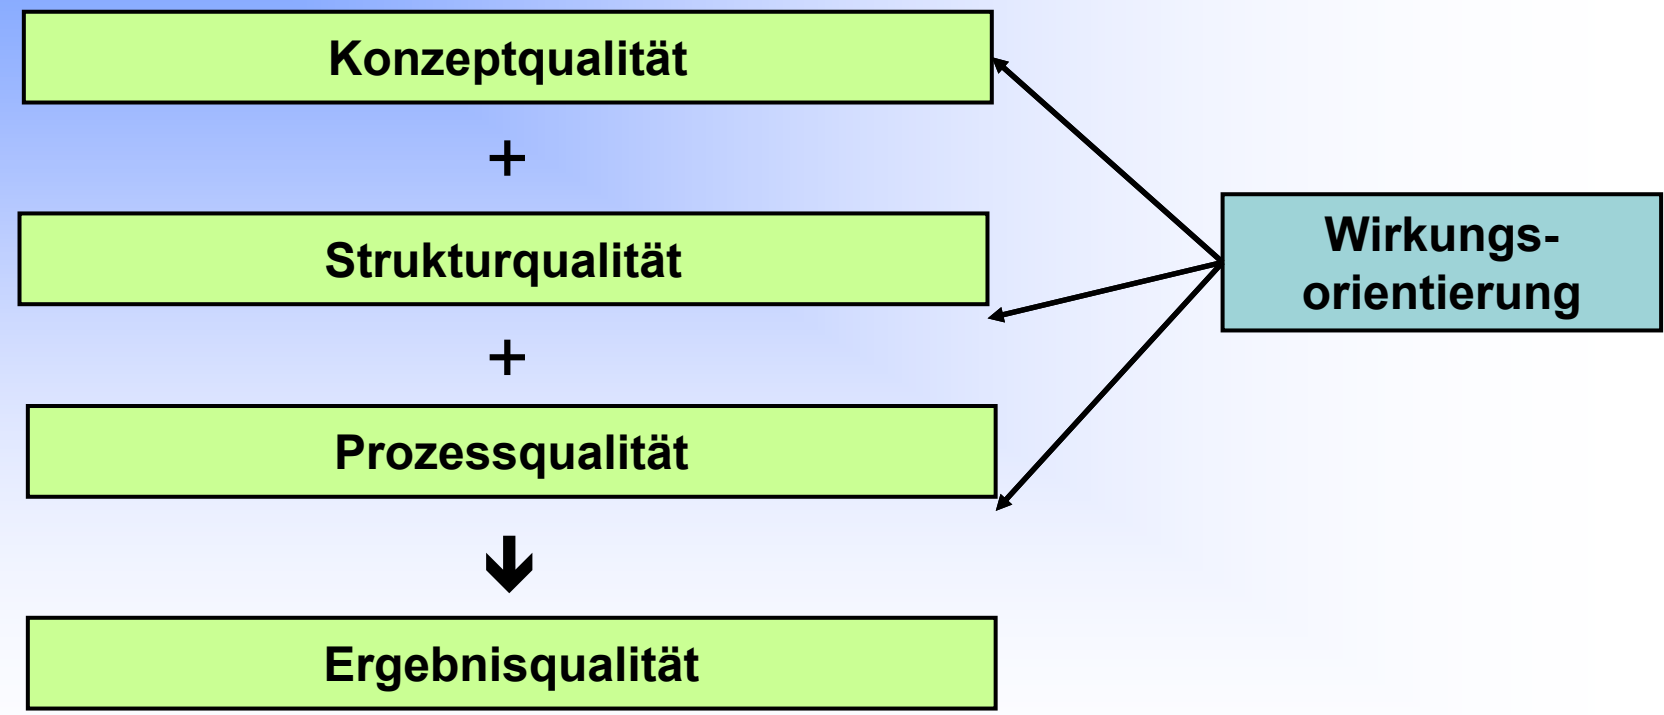 Konzeptqualität
+
Strukturqualität
+
Prozessqualität
Ergebnisqualität
Wirkungs-
orientierung